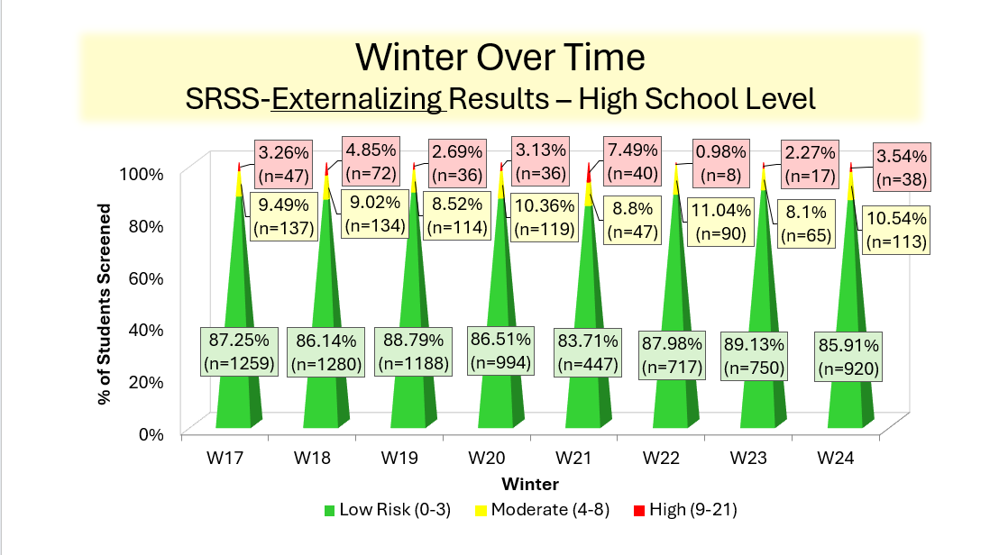 Winter Over Time
SRSS-Externalizing Results – High School Level
% of Students Screened
100%
80%
60%
40%
20%
0%
3.26%
(n=47)
4.85%
(n=72)
2.69%
(n=36)
3.13%
(n=36)
7.49%
(n=40)
0.98%
(n=8)
2.27%
(n=17)
3.54%
(n=38)
9.49%
(n=137)
9.02%
(n=134)
8.52%
(n=114)
10.36%
(n=119)
8.8%
(n=47)
11.04%
(n=90)
8.1%
(n=65)
10.54%
(n=113)
87.25%
(n=1259)
86.14%
(n=1280)
88.79%
(n=1188)
86.51%
(n=994)
83.71%
(n=447)
87.98%
(n=717)
89.13%
(n=750)
85.91%
(n=920)
W17
W18
W19
W20
W21
W22
W23
W24
Winter
Low Risk (0-3)
Moderate (4-8)
High (9-21)